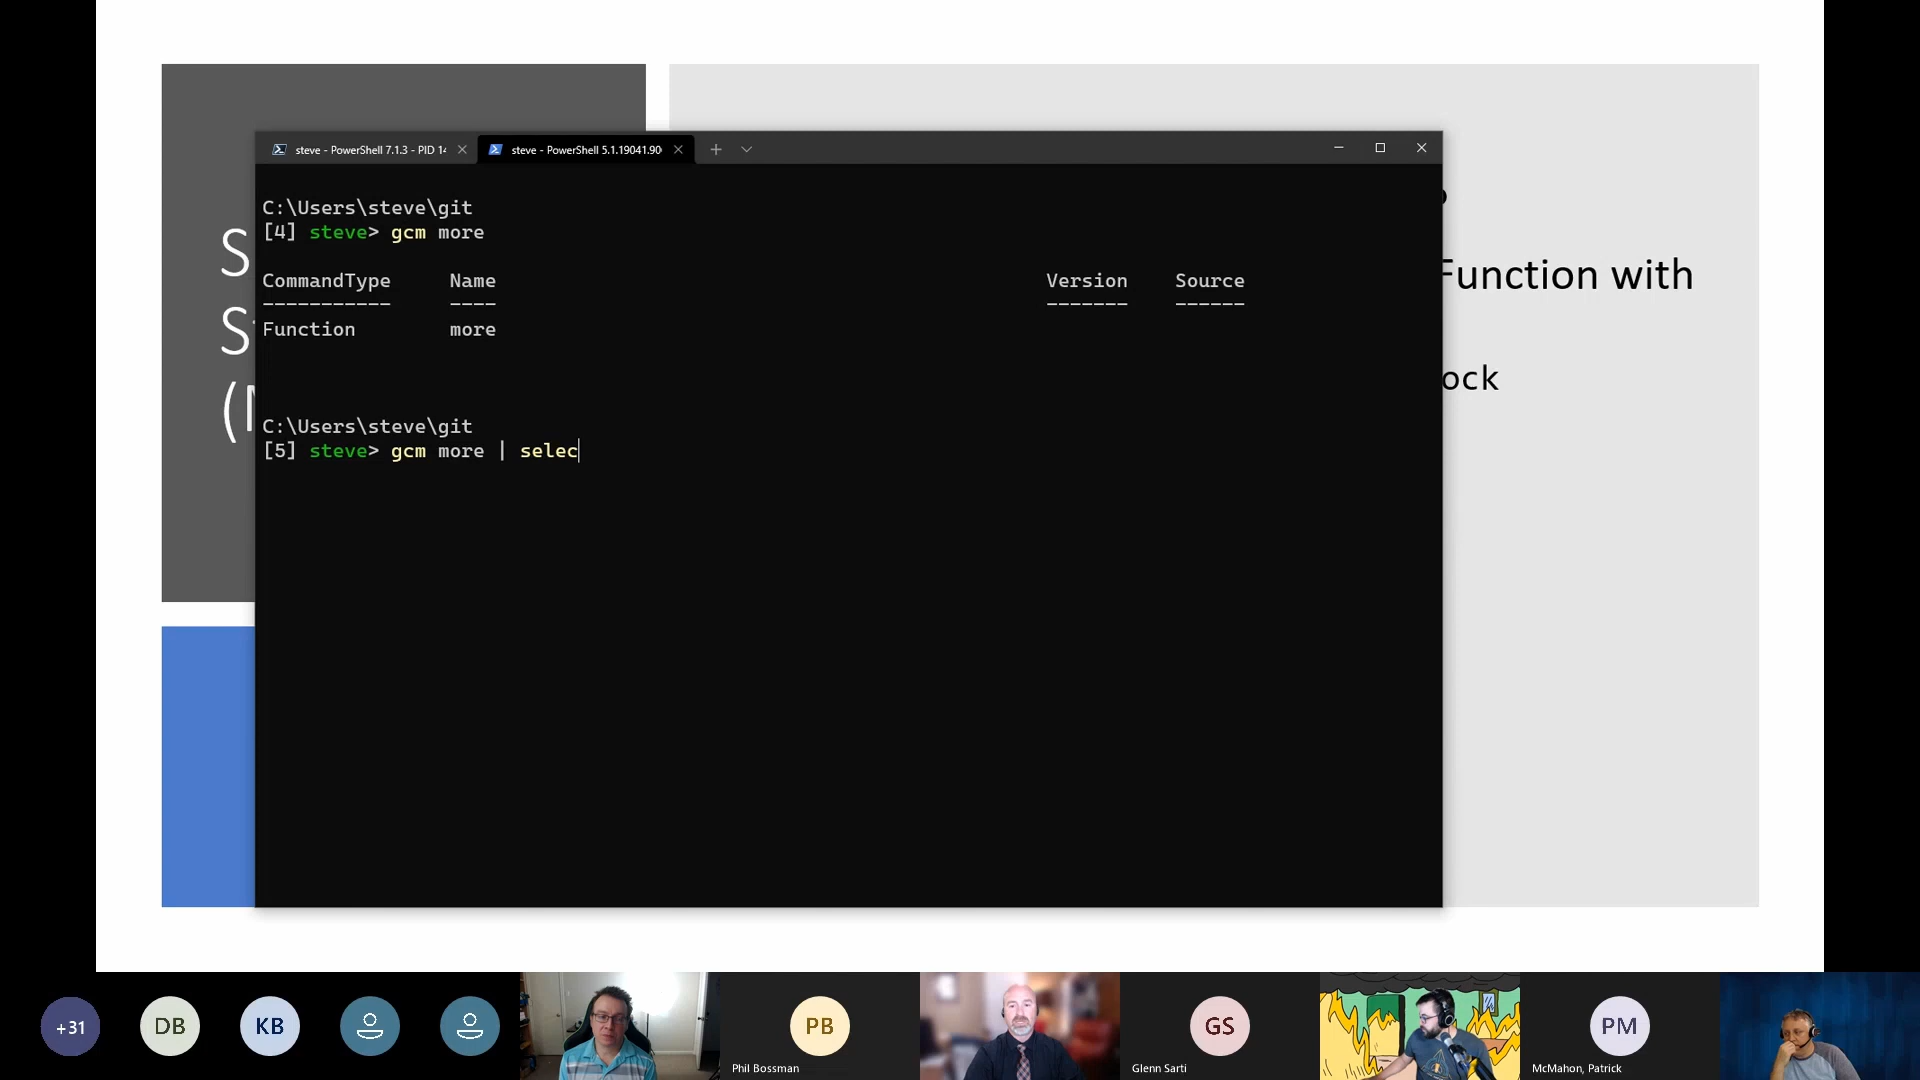 steve - PowerShell 7.1.3 - PID 14
steve - PowerShell 5.1.19041.90
C:\Users\steve\git
[4] steve> gcm more
CommandType Name Version Source
----------- ---- ------- ------
Function more
C:\Users\steve\git
[5] steve> gcm more | selec
S
S
(
Function with
ock
+31
DB
KB
PB
Phil Bossman
GS
Glenn Sarti
PM
McMahon, Patrick